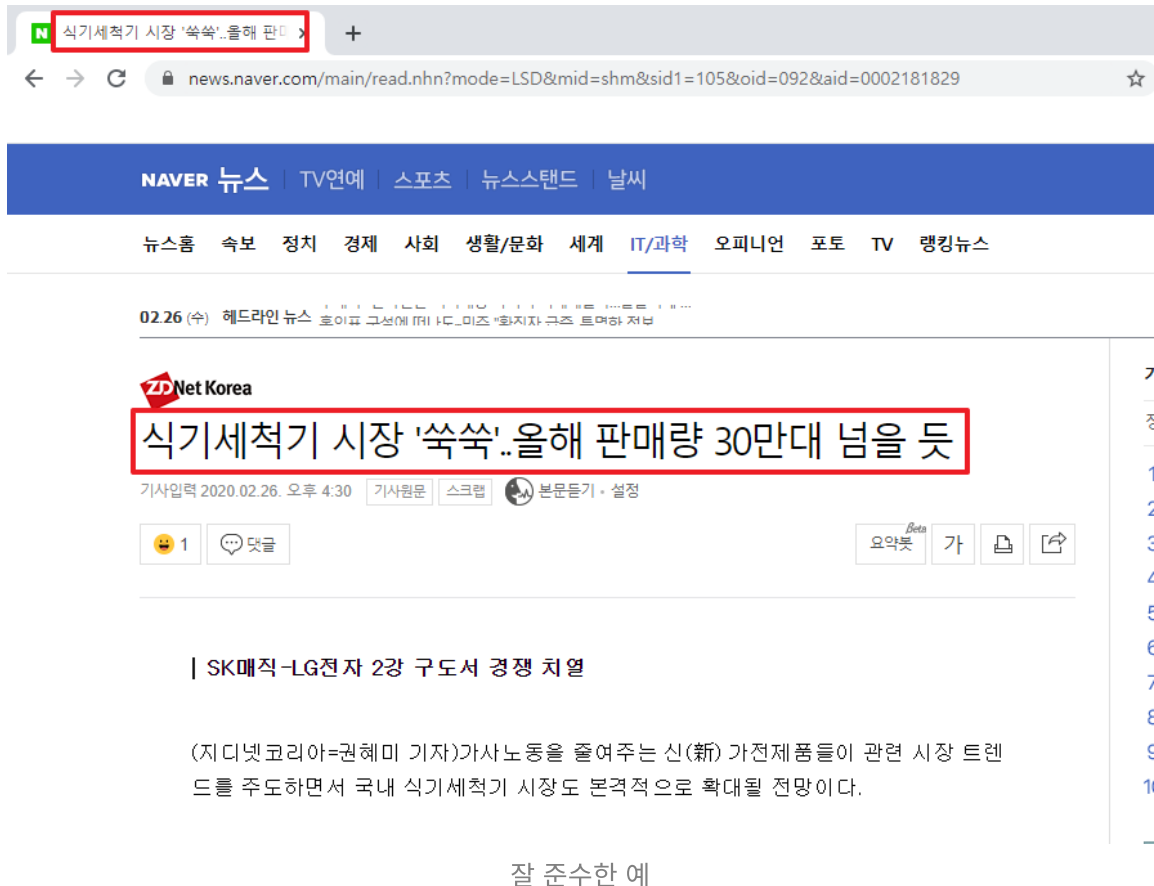 식기세척기 시장 '쑥쑥'..올해 판
news.naver.com/main/read.nhn?mode=LSD&mid=shm&sid1=105&oid=092&aid=0002181829
NAVER 뉴스 TV연예 스포츠 뉴스스탠드 날씨
뉴스홈 속보 정치 경제 사회 생활/문화 세계 IT/과학 오피니언 포토 TV 랭킹뉴스
02.26 (수) 헤드라인 뉴스
ZDNet Korea
식기세척기 시장 '쑥쑥'..올해 판매량 30만대 넘을 듯
기사입력 2020.02.26. 오후 4:30 기사원문 스크랩 본문듣기 · 설정
1 댓글 요약봇 Beta 가
SK매직-LG전자 2강 구도서 경쟁 치열
(지디넷코리아=권혜미 기자)가사노동을 줄여주는 신(新) 가전제품들이 관련 시장 트렌
드를 주도하면서 국내 식기세척기 시장도 본격적으로 확대될 전망이다.
잘 준수한 예